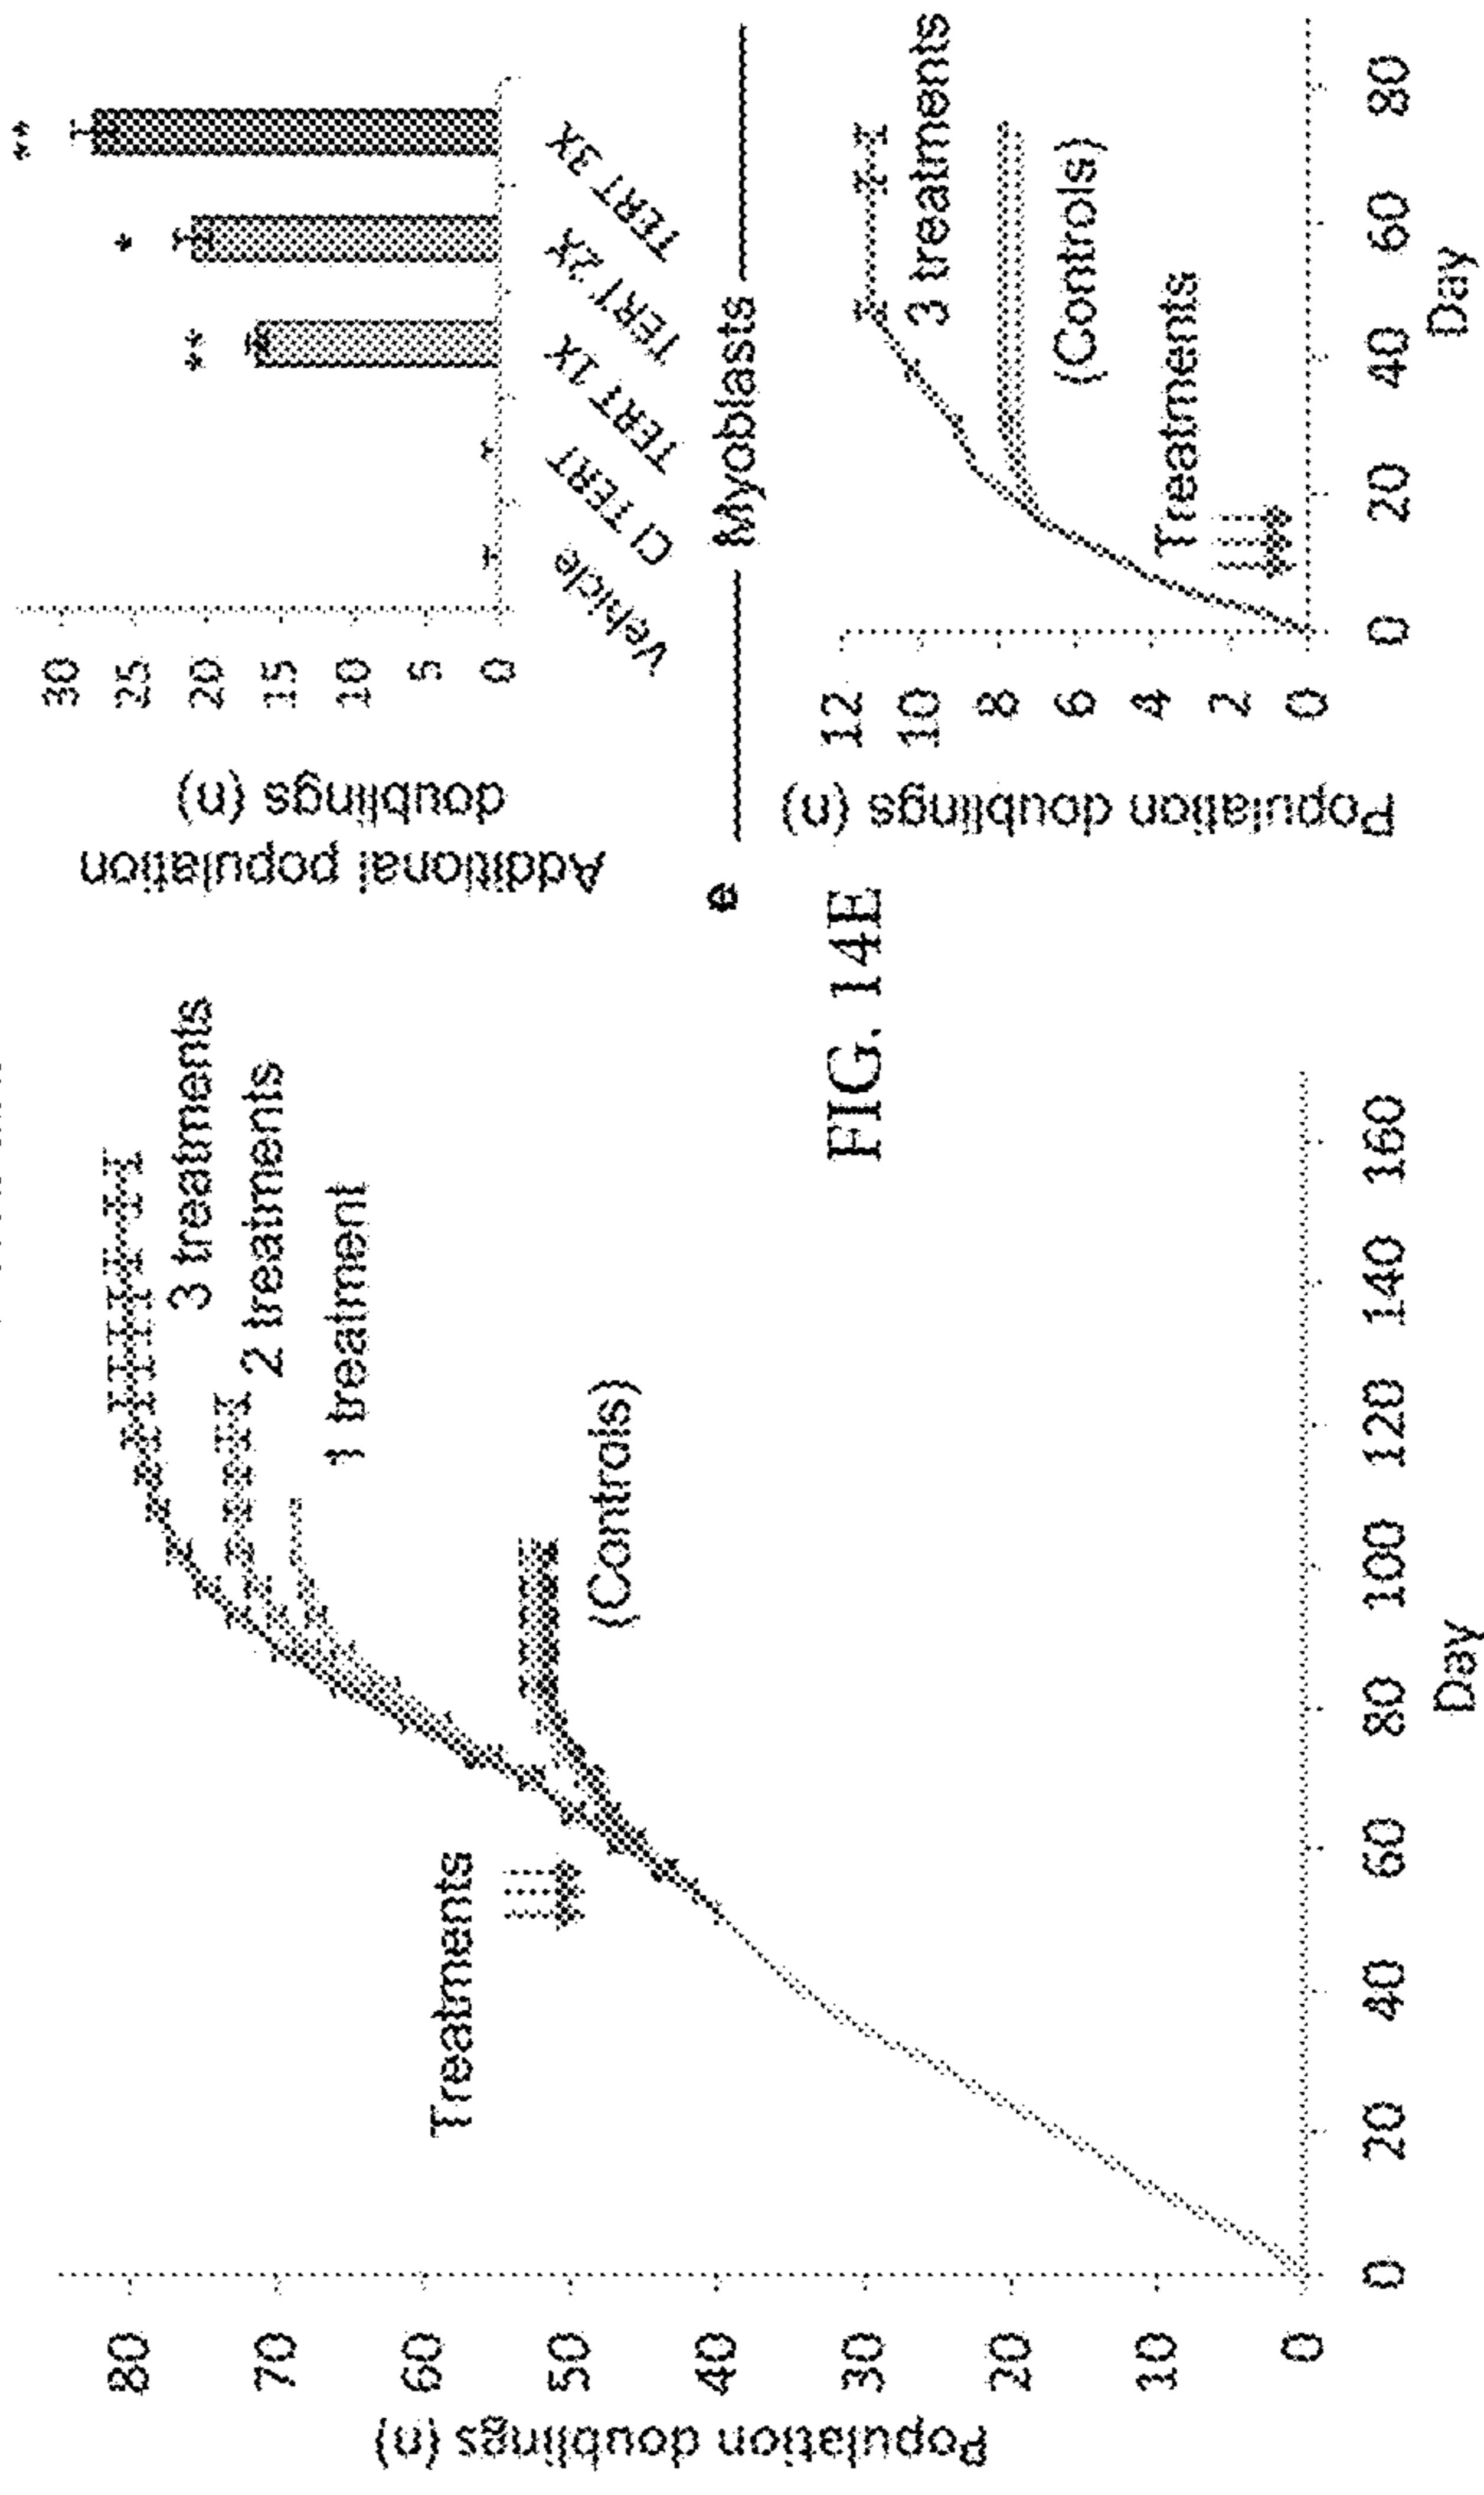 Population doublings (n)
80
70
60
50
40
30
20
10
0
Treatments
3 treatments
2 treatments
1 treatment
(Controls)
0 20 40 60 80 100 120 140 160
Day
Additional population
doublings (n)
30
25
20
15
10
5
0
**
*
**
Vehicle
CI TERT
TERT 1X
TERT 2X
TERT 3X
e
Myoblasts
FIG. 14E
Population doublings (n)
12
10
8
6
4
2
0
3 treatments
(Controls)
Treatments
0 20 40 60 80
Day